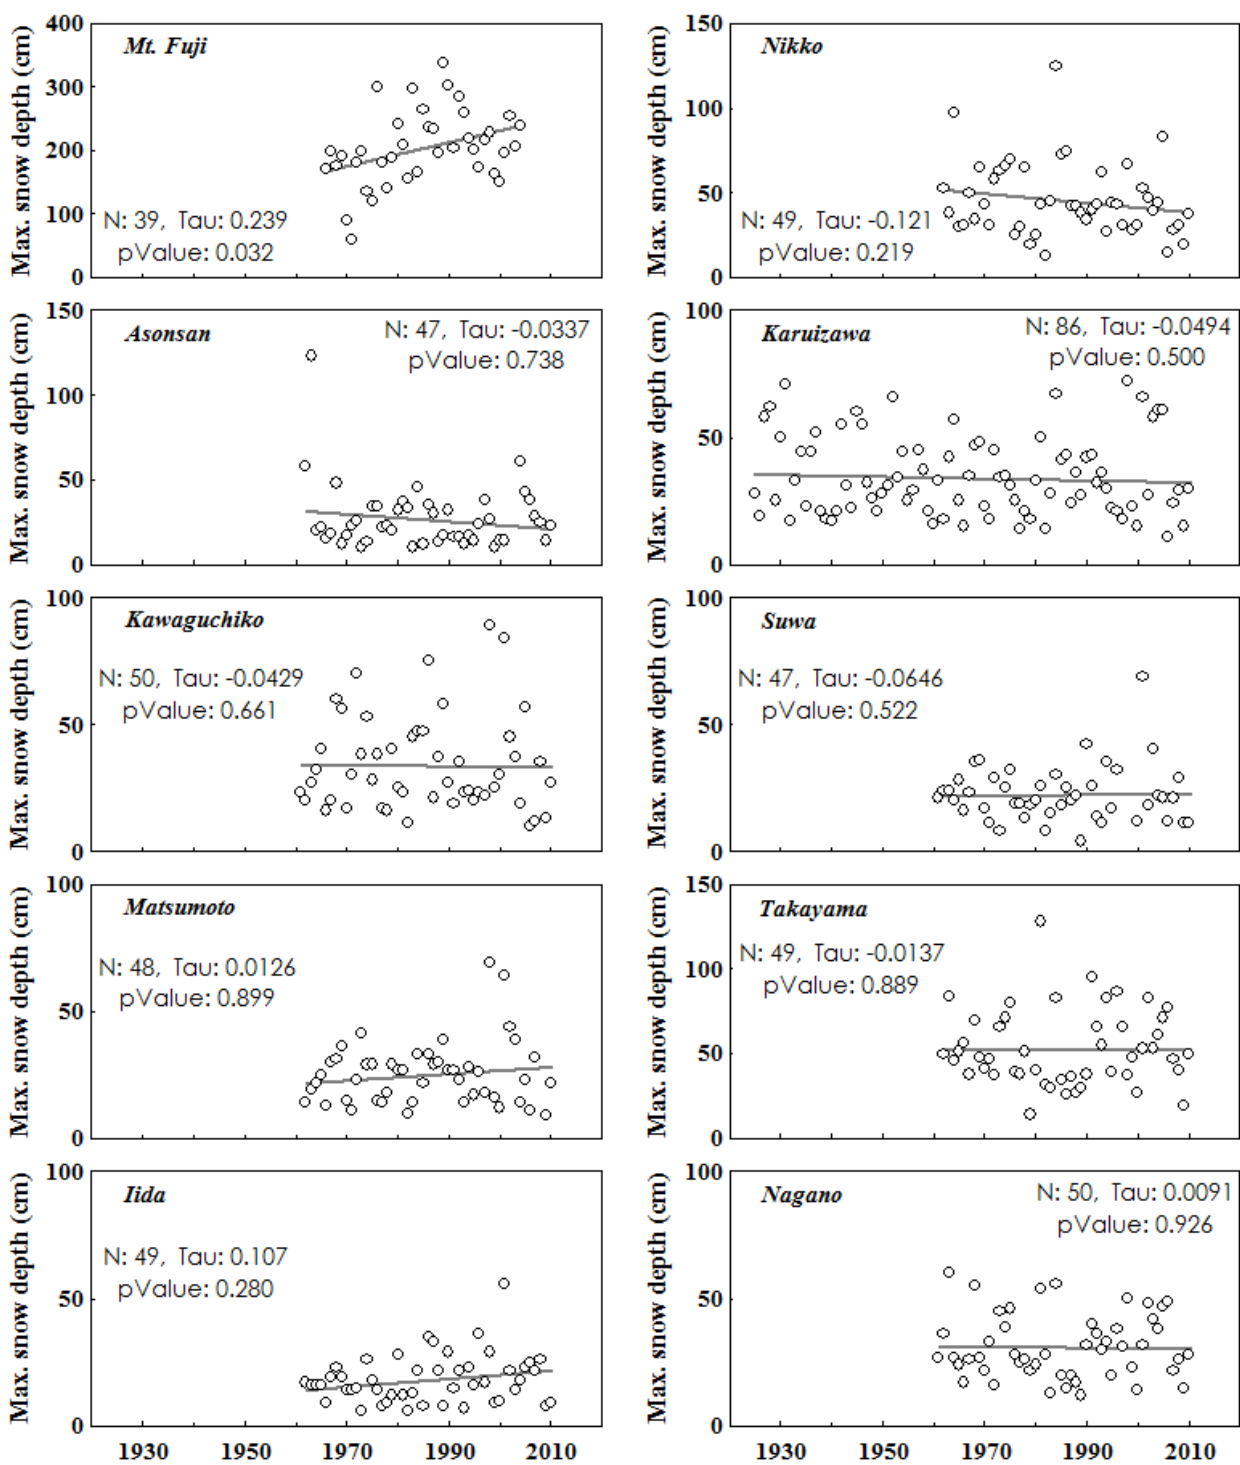 Max. snow depth (cm)
400
300
200
100
0
Mt. Fuji
N: 39, Tau: 0.239
pValue: 0.032
Max. snow depth (cm)
150
100
50
0
Nikko
N: 49, Tau: -0.121
pValue: 0.219
Max. snow depth (cm)
150
100
50
0
Asonsan
N: 47, Tau: -0.0337
pValue: 0.738
Max. snow depth (cm)
100
50
0
Karuizawa
N: 86, Tau: -0.0494
pValue: 0.500
Max. snow depth (cm)
100
50
0
Kawaguchiko
N: 50, Tau: -0.0429
pValue: 0.661
Max. snow depth (cm)
100
50
0
Suwa
N: 47, Tau: -0.0646
pValue: 0.522
Max. snow depth (cm)
100
50
0
Matsumoto
N: 48, Tau: 0.0126
pValue: 0.899
Max. snow depth (cm)
150
100
50
0
Takayama
N: 49, Tau: -0.0137
pValue: 0.889
Max. snow depth (cm)
100
50
0
Iida
N: 49, Tau: 0.107
pValue: 0.280
1930 1950 1970 1990 2010
Max. snow depth (cm)
100
50
0
Nagano
N: 50, Tau: 0.0091
pValue: 0.926
1930 1950 1970 1990 2010